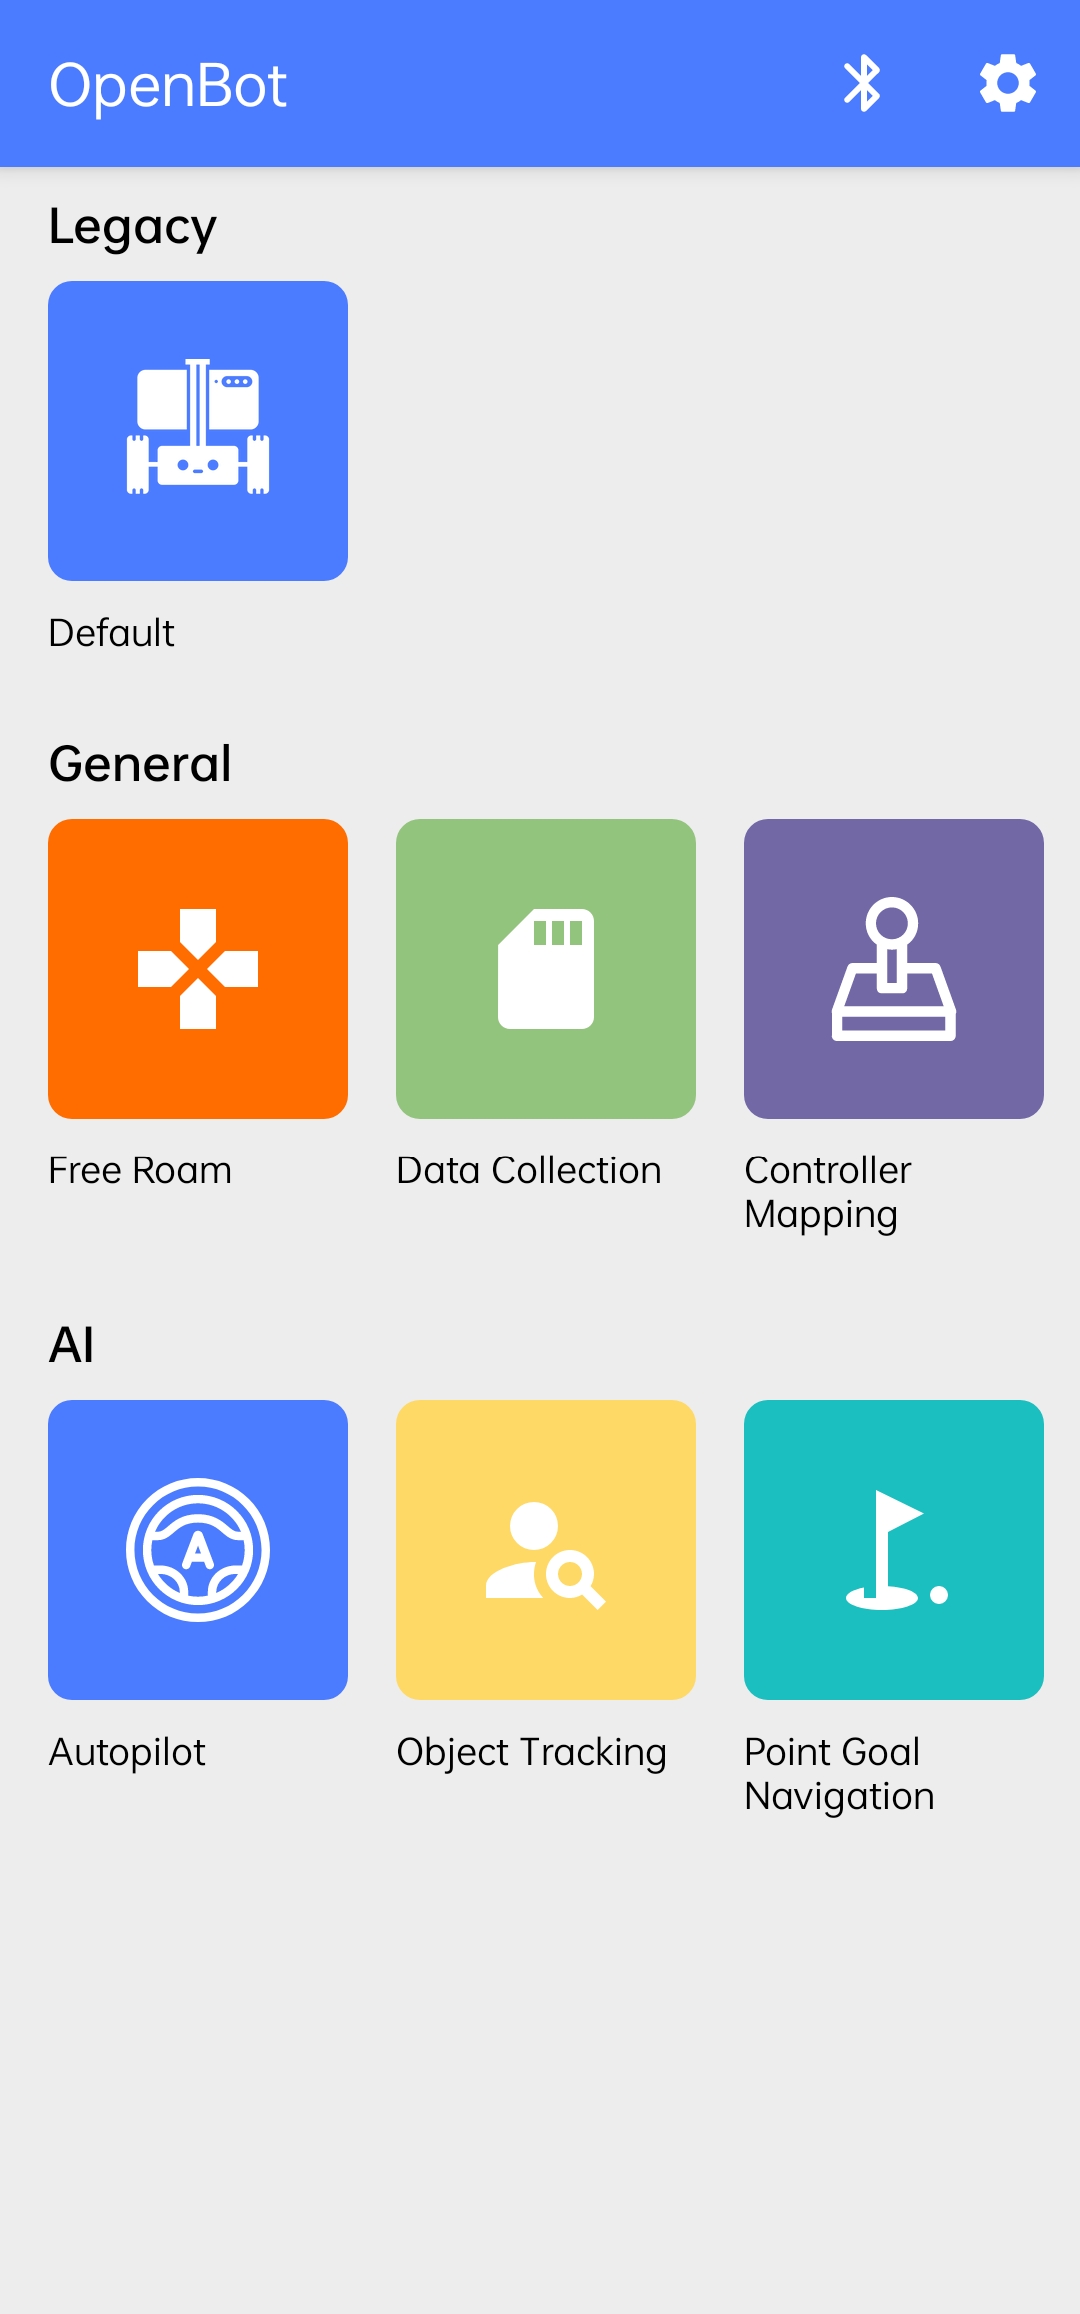 OpenBot
Legacy
Default
General
Free Roam
Data Collection
Controller
Mapping
AI
A
Autopilot
Object Tracking
Point Goal
Navigation